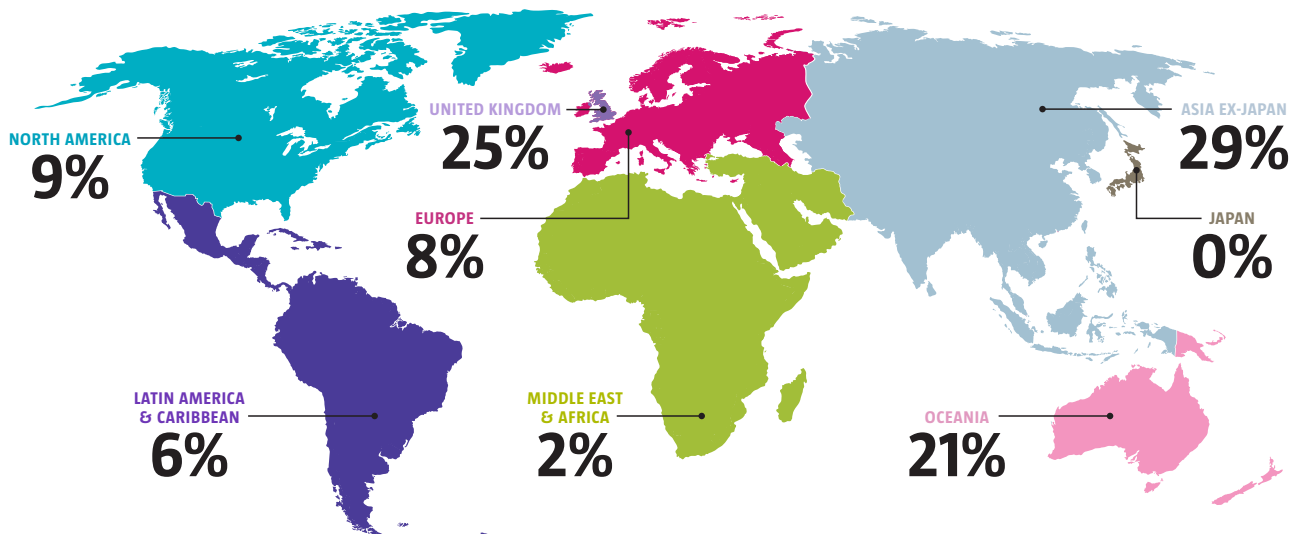 NORTH AMERICA
9%
UNITED KINGDOM
25%
EUROPE
8%
ASIA EX-JAPAN
29%
JAPAN
0%
LATIN AMERICA
& CARIBBEAN
6%
MIDDLE EAST
& AFRICA
2%
OCEANIA
21%